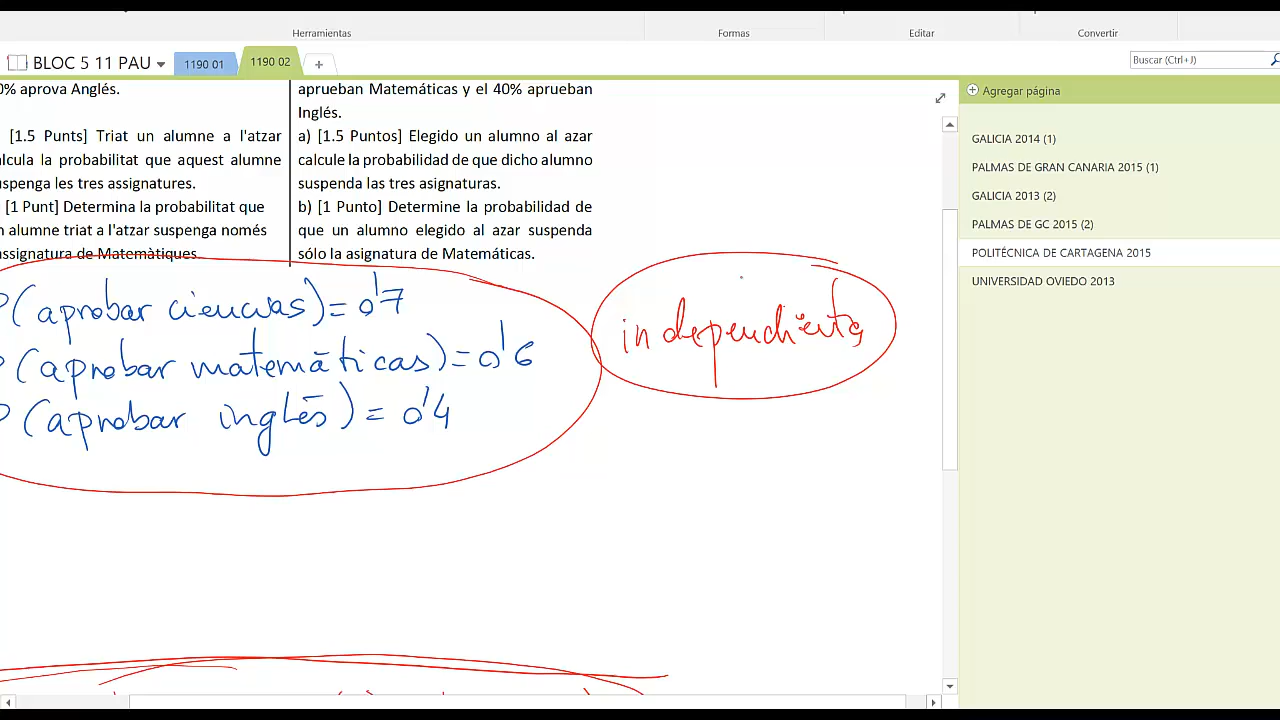 Herramientas
Formas
Editar
Convertir
BLOC 5 11 PAU
1190 01
1190 02
Buscar (Ctrl+J)
0% aprova Anglés.
[1.5 Punts] Triat un alumne a l'atzar
alcula la probabilitat que aquest alumne
uspenga les tres assignatures.
[1 Punt] Determina la probabilitat que
n alumne triat a l'atzar suspenga només
assignatura de Matemàtiques.
aprueban Matemáticas y el 40% aprueban
Inglés.
a) [1.5 Puntos] Elegido un alumno al azar
calcule la probabilidad de que dicho alumno
suspenda las tres asignaturas.
b) [1 Punto] Determine la probabilidad de
que un alumno elegido al azar suspenda
sólo la asignatura de Matemáticas.
P(aprobar ciencias)=0'7
P(aprobar matemáticas)=0'6
P(aprobar inglés)=0'4
independiente
Agregar página
GALICIA 2014 (1)
PALMAS DE GRAN CANARIA 2015 (1)
GALICIA 2013 (2)
PALMAS DE GC 2015 (2)
POLITÉCNICA DE CARTAGENA 2015
UNIVERSIDAD OVIEDO 2013